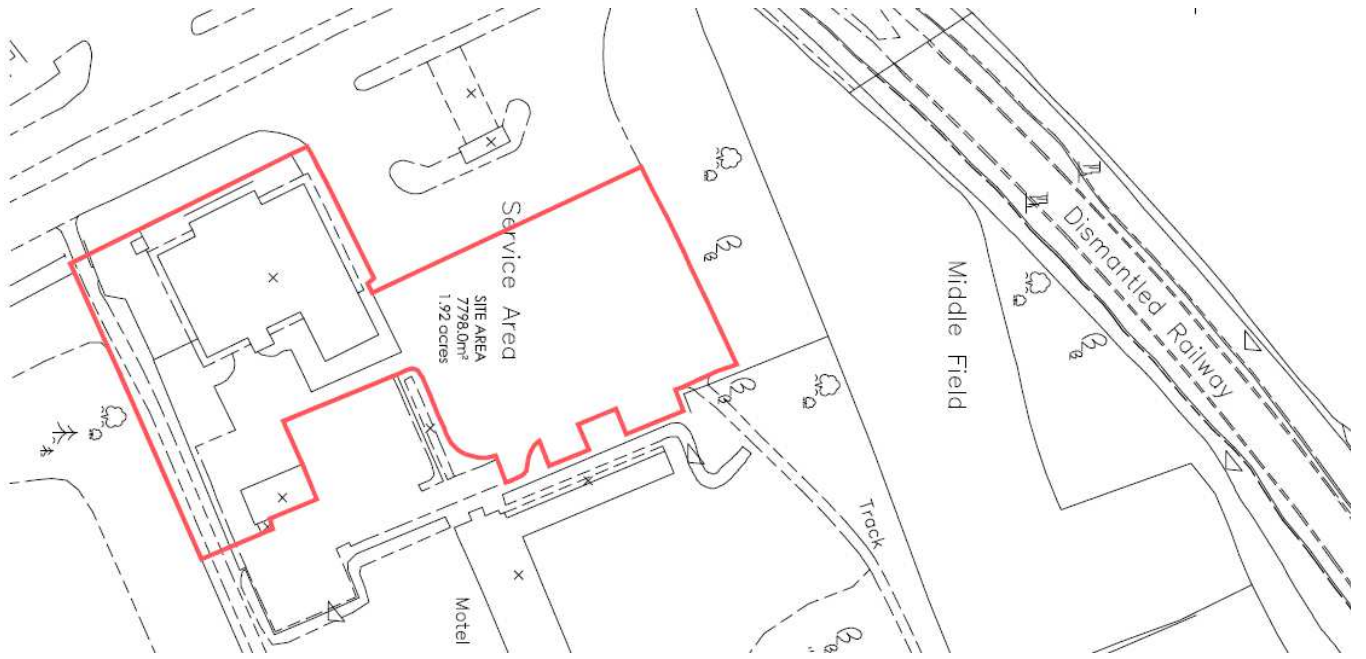 Service Area
SITE AREA
7798.0m²
1.92 acres
Middle Field
Dismantled Railway
Track
Motel